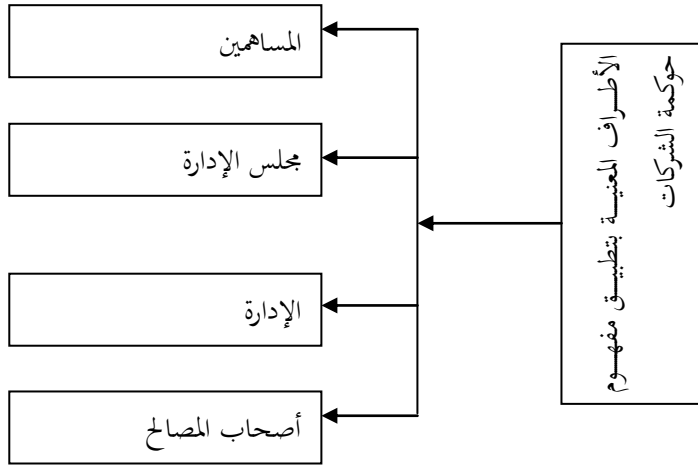 الأطراف المعنية بتطبيق مفهوم
حوكمة الشركات
المساهمين
مجلس الإدارة
الإدارة
أصحاب المصالح